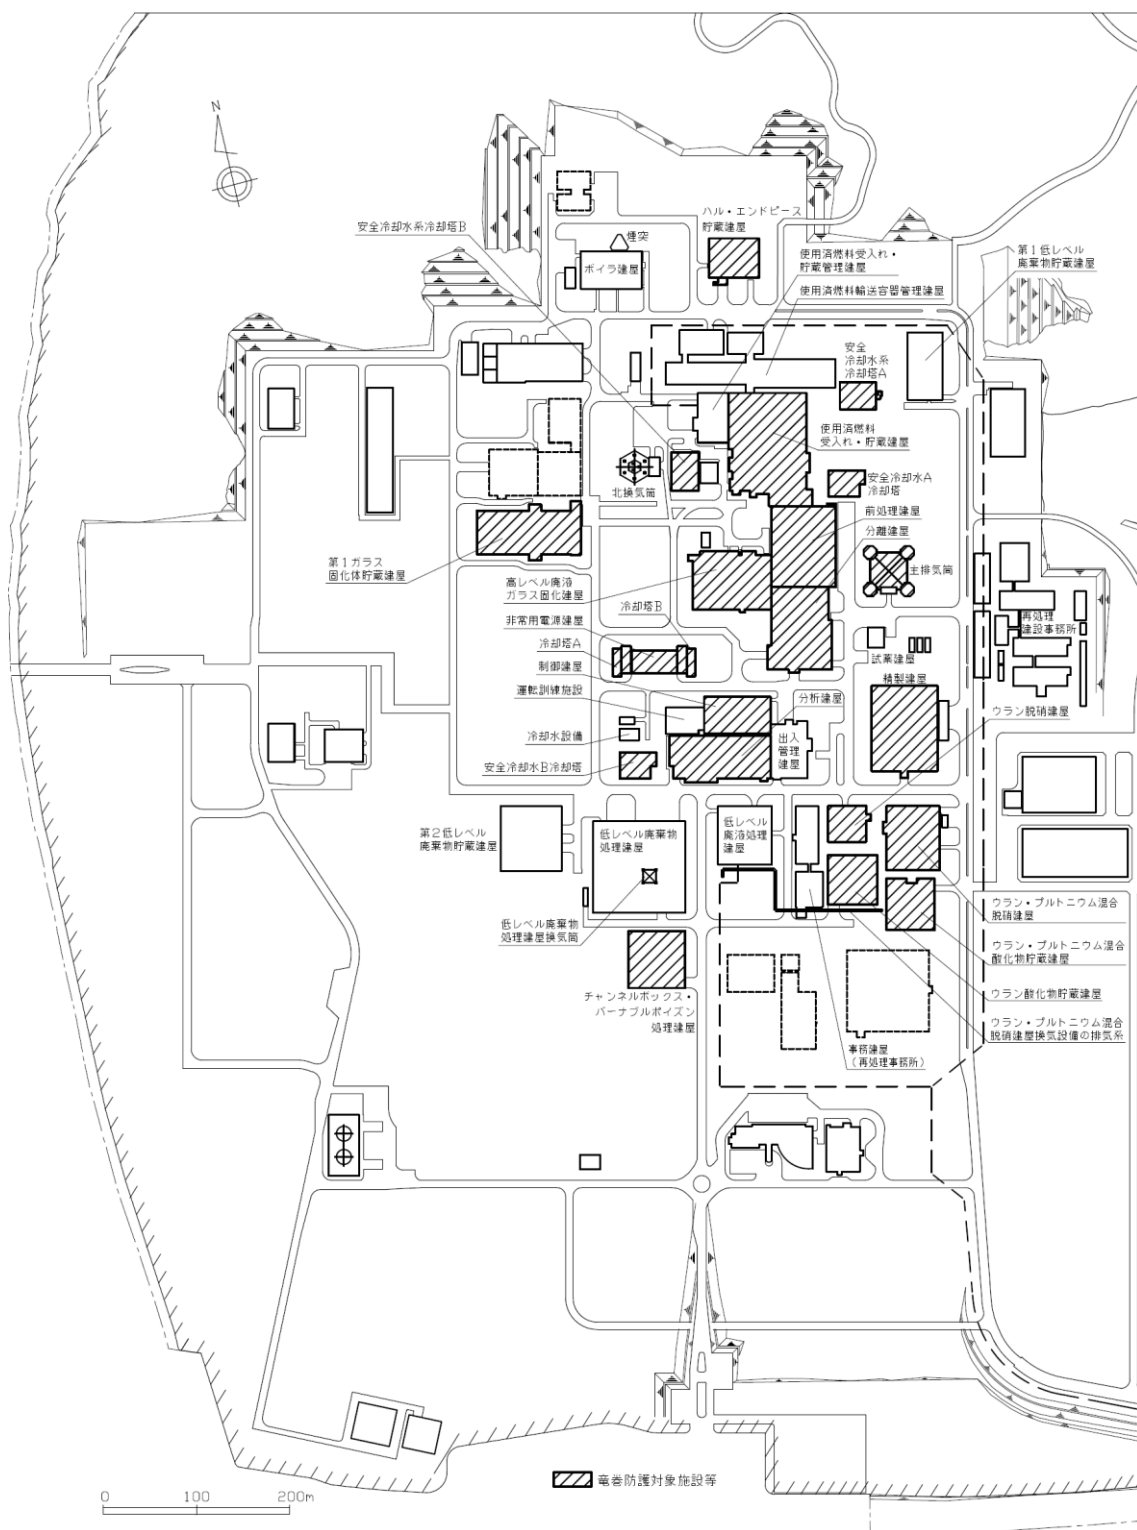 N
ハル・エンドピース
貯蔵建屋
安全冷却水系冷却塔B
煙突
ボイラ建屋
使用済燃料受入れ・
貯蔵管理建屋
使用済燃料輸送容器管理建屋
第1低レベル
廃棄物貯蔵建屋
安全
冷却水系
冷却塔A
使用済燃料
受入れ・貯蔵建屋
北換気筒
安全冷却水A
冷却塔
前処理建屋
分離建屋
主排気筒
第1ガラス
固化体貯蔵建屋
高レベル廃液
ガラス固化建屋
冷却塔B
非常用電源建屋
冷却塔A
制御建屋
運転訓練施設
再処理
建設事務所
試薬建屋
精製建屋
分析建屋
ウラン脱硝建屋
冷却水設備
出入
管理
建屋
安全冷却水B冷却塔
第2低レベル
廃棄物貯蔵建屋
低レベル廃棄物
処理建屋
低レベル
廃液処理
建屋
低レベル廃棄物
処理建屋換気筒
ウラン・プルトニウム混合
脱硝建屋
ウラン・プルトニウム混合
酸化物貯蔵建屋
ウラン酸化物貯蔵建屋
ウラン・プルトニウム混合
脱硝建屋換気設備の排気系
チャンネルボックス・
バーナブルポイズン
処理建屋
事務建屋
(再処理事務所)
竜巻防護対象施設等
0 100 200m